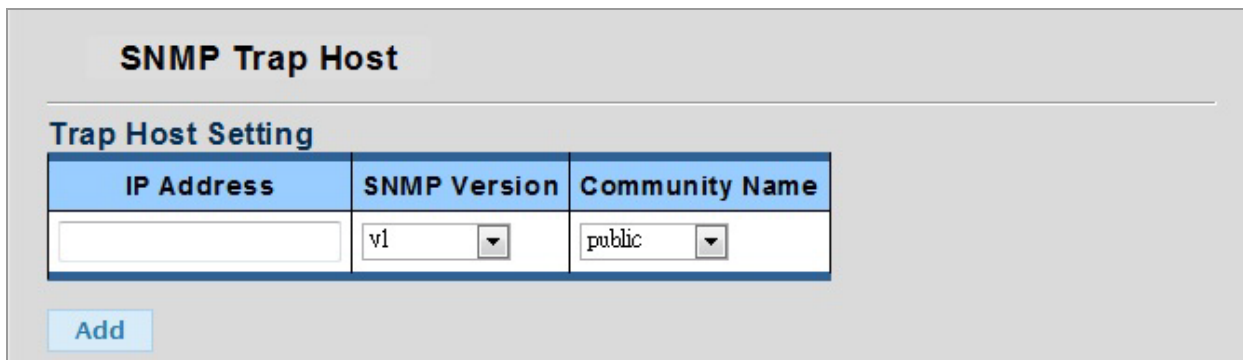 SNMP Trap Host
Trap Host Setting
IP Address SNMP Version Community Name
v1 public
Add